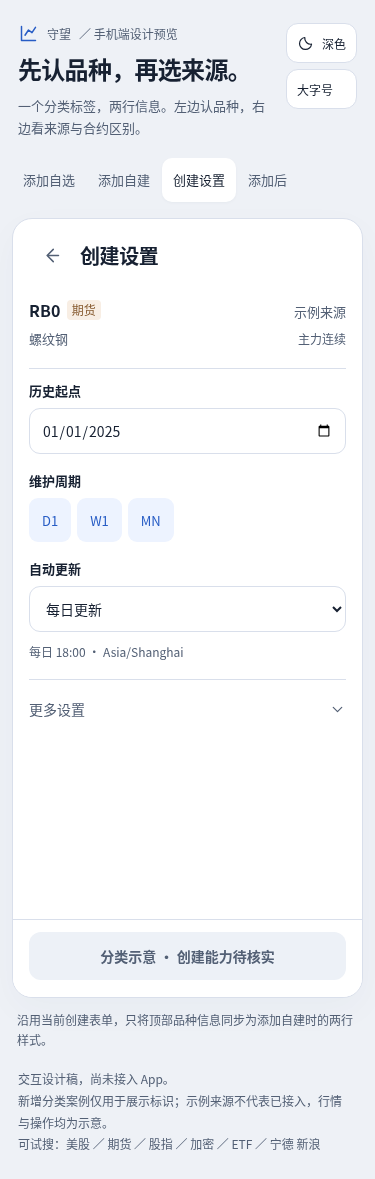 守望 ／ 手机端设计预览
深色
先认品种，再选来源。
大字号
一个分类标签，两行信息。左边认品种，右
边看来源与合约区别。
添加自选 添加自建 创建设置 添加后
创建设置
RB0 期货 示例来源
螺纹钢 主力连续
历史起点
01/01/2025
维护周期
D1 W1 MN
自动更新
每日更新
每日 18:00 · Asia/Shanghai
更多设置
分类示意 · 创建能力待核实
沿用当前创建表单，只将顶部品种信息同步为添加自建时的两行
样式。
交互设计稿，尚未接入 App。
新增分类案例仅用于展示标识；示例来源不代表已接入，行情
与操作均为示意。
可试搜：美股 ／ 期货 ／ 股指 ／ 加密 ／ ETF ／ 宁德 新浪